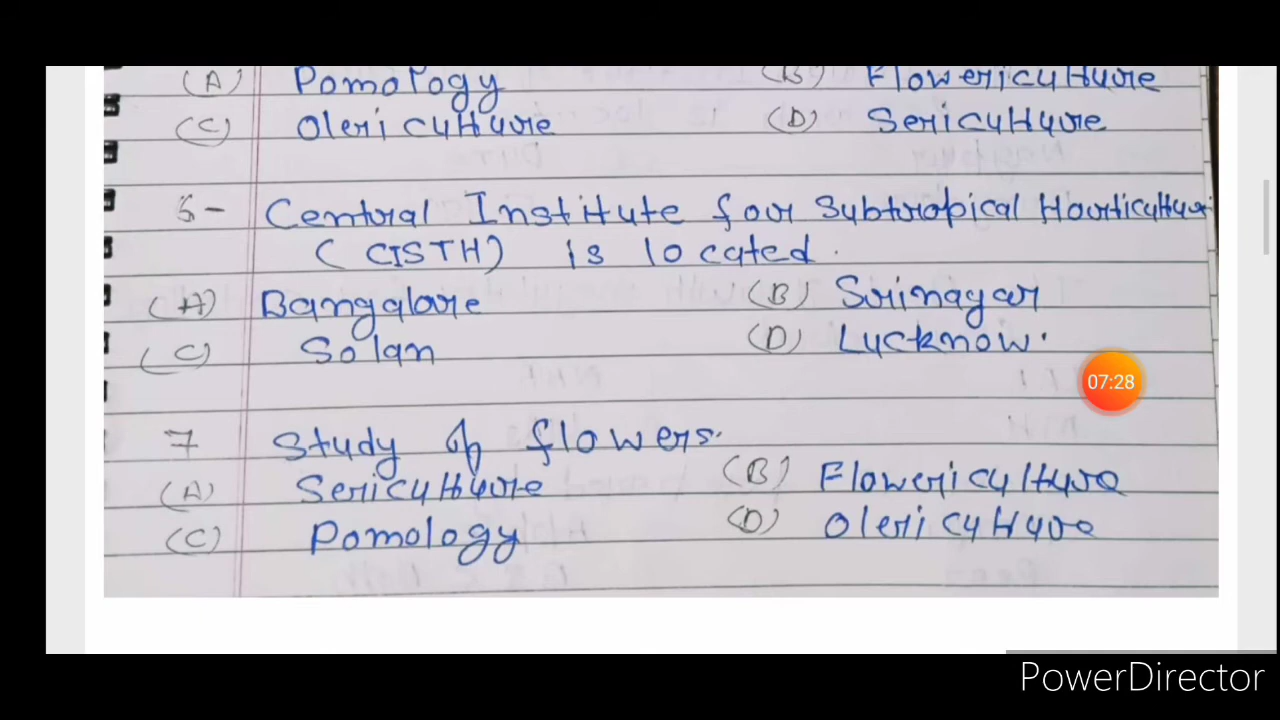 (A) Pomology (B) Flowericulture
(C) Olericulture (D) Sericulture
6- Central Institute for Subtropical Horticultur
( CISTH) is located.
(A) Bangalore (B) Srinagar
(C) Solan (D) Lucknow.
07:28
7 Study of flowers.
(A) Sericulture (B) Flowericulture
(C) Pomology (D) Olericulture
PowerDirector